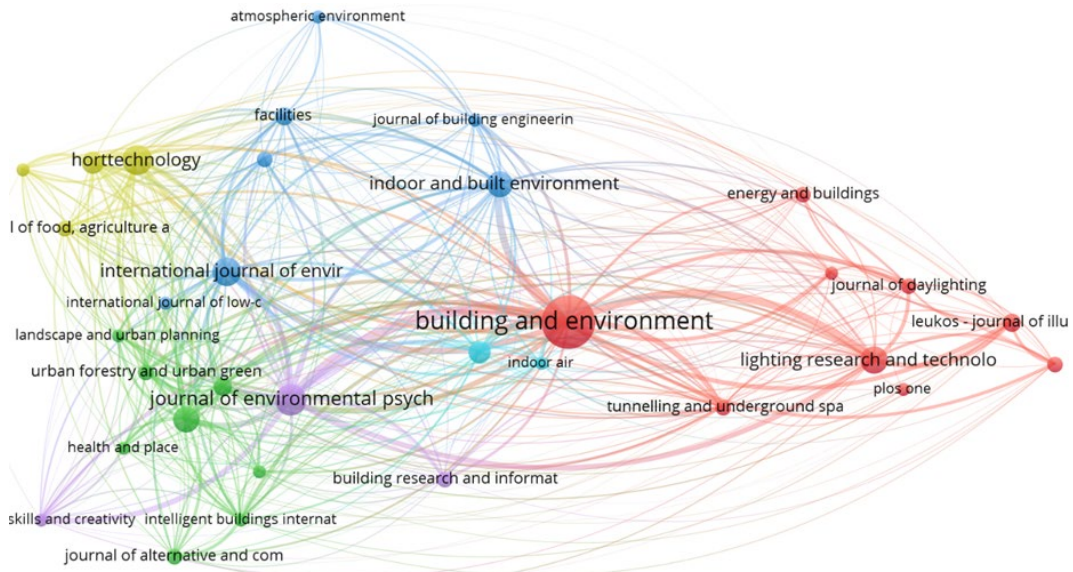 atmospheric environment
facilities
journal of building engineerin
horttechnology
indoor and built environment
energy and buildings
l of food, agriculture a
international journal of envir
journal of daylighting
international journal of low-c
building and environment
leukos - journal of illu
landscape and urban planning
indoor air
lighting research and technolo
urban forestry and urban green
plos one
journal of environmental psych
tunnelling and underground spa
health and place
building research and informat
skills and creativity
intelligent buildings internat
journal of alternative and com